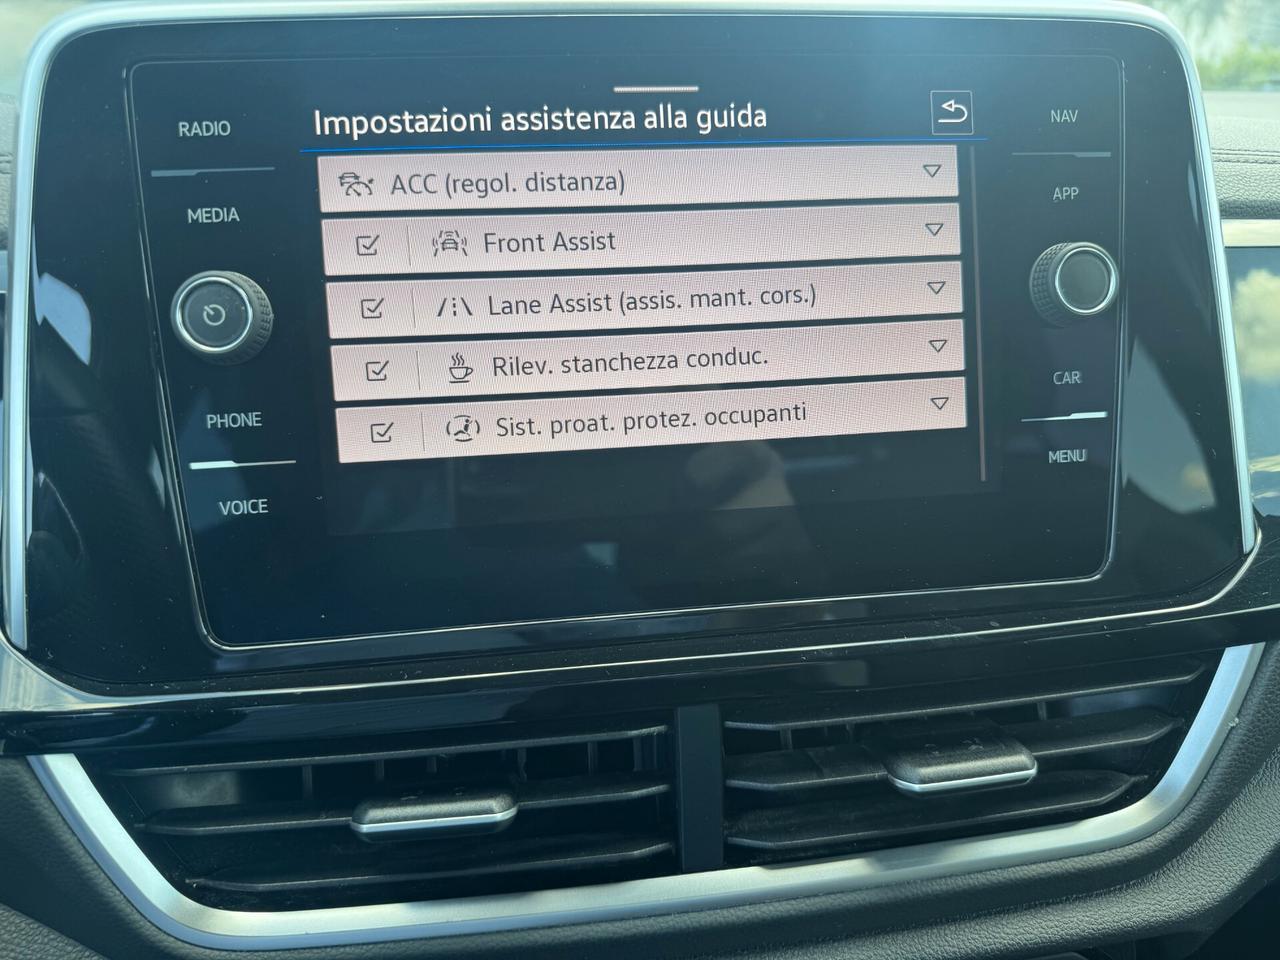 RADIO
MEDIA
PHONE
VOICE
Impostazioni assistenza alla guida
ACC (regol. distanza)
Front Assist
Lane Assist (assis. mant. cors.)
Rilev. stanchezza conduc.
Sist. proat. protez. occupanti
NAV
APP
CAR
MENU